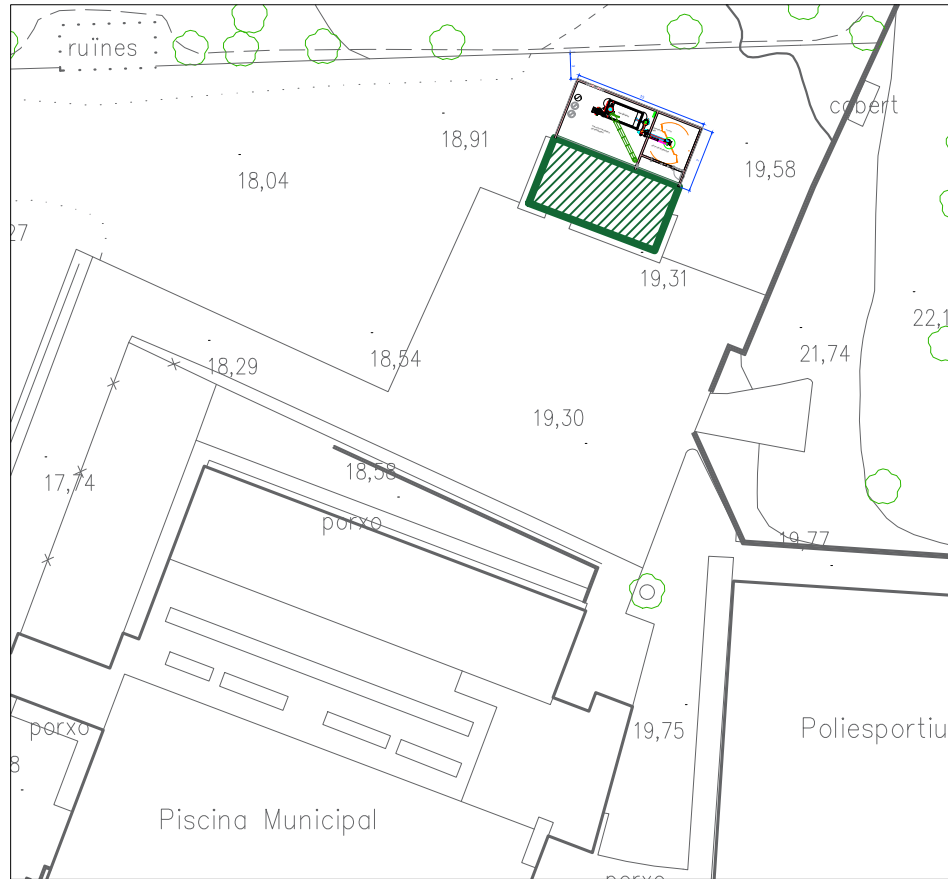 ruïnes
cobert
18,91
19,58
18,04
27
19,31
22,1
21,74
18,54
18,29
19,30
18,58
17,74
porxo
19,77
porxo
19,75
Poliesportiu
8
Piscina Municipal
porxo